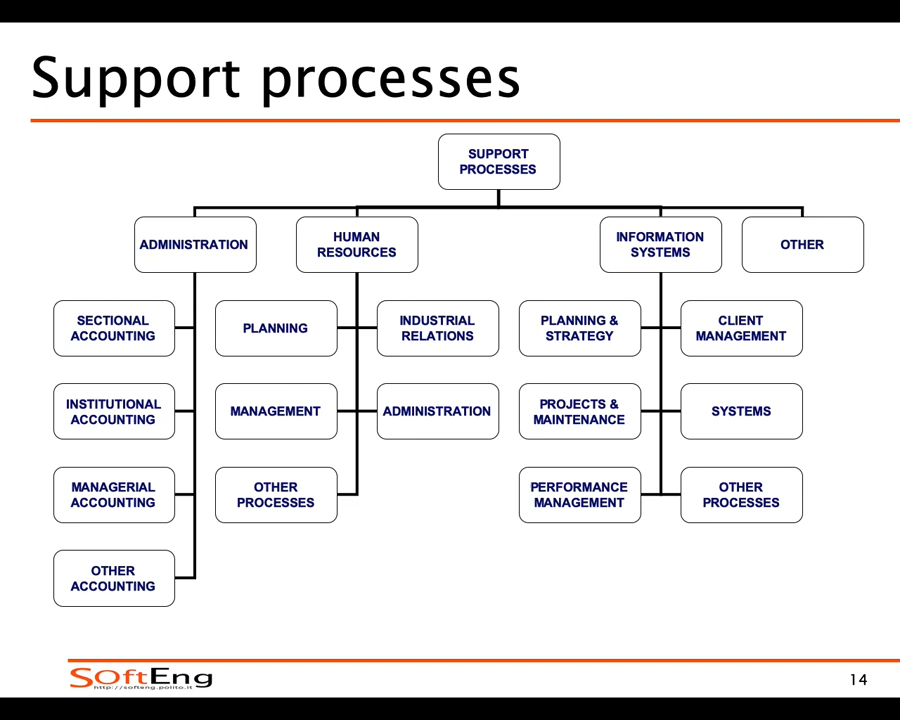 Support processes
SUPPORT
PROCESSES
ADMINISTRATION
HUMAN
RESOURCES
INFORMATION
SYSTEMS
OTHER
SECTIONAL
ACCOUNTING
PLANNING
INDUSTRIAL
RELATIONS
PLANNING &
STRATEGY
CLIENT
MANAGEMENT
INSTITUTIONAL
ACCOUNTING
MANAGEMENT
ADMINISTRATION
PROJECTS &
MAINTENANCE
SYSTEMS
MANAGERIAL
ACCOUNTING
OTHER
PROCESSES
PERFORMANCE
MANAGEMENT
OTHER
PROCESSES
OTHER
ACCOUNTING
SOftEng
http://softeng.polito.it
14